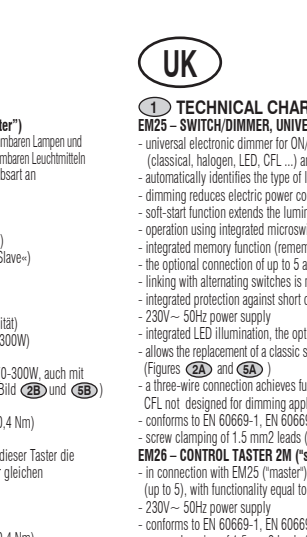 ter”)
mbaren Lampen und
mbaren Leuchtmitteln
bsart an
)
Slave«)
ität)
300W)
0-300W, auch mit
Bild 2B und 5B )
0,4 Nm)
dieser Taster die
r gleichen
0,4 Nm)
UK
1 TECHNICAL CHAR
EM25 – SWITCH/DIMMER, UNIVE
- universal electronic dimmer for ON/
(classical, halogen, LED, CFL ...) an
- automatically identifies the type of l
- dimming reduces electric power co
- soft-start function extends the lumin
- operation using integrated microsw
- integrated memory function (remem
- the optional connection of up to 5 a
- linking with alternating switches is n
- integrated protection against short c
- 230V~ 50Hz power supply
- integrated LED illumination, the opt
- allows the replacement of a classic s
(Figures 2A and 5A )
- a three-wire connection achieves fu
CFL not designed for dimming appl
- conforms to EN 60669-1, EN 60669
- screw clamping of 1.5 mm2 leads (
EM26 – CONTROL TASTER 2M ("s
- in connection with EM25 ("master")
(up to 5), with functionality equal to
- 230V~ 50Hz power supply
- conforms to EN 60669-1, EN 60669